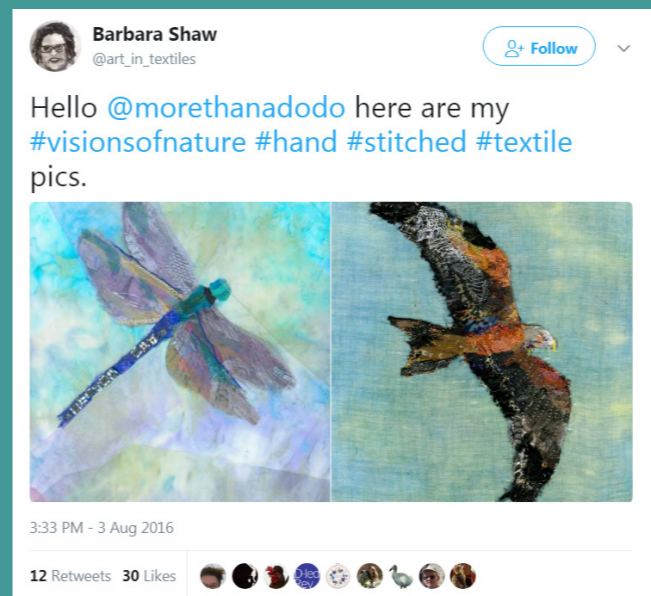 Barbara Shaw
@art_in_textiles
Follow
Hello @morethanadodo here are my
#visionsofnature #hand #stitched #textile
pics.
3:33 PM - 3 Aug 2016
12 Retweets 30 Likes